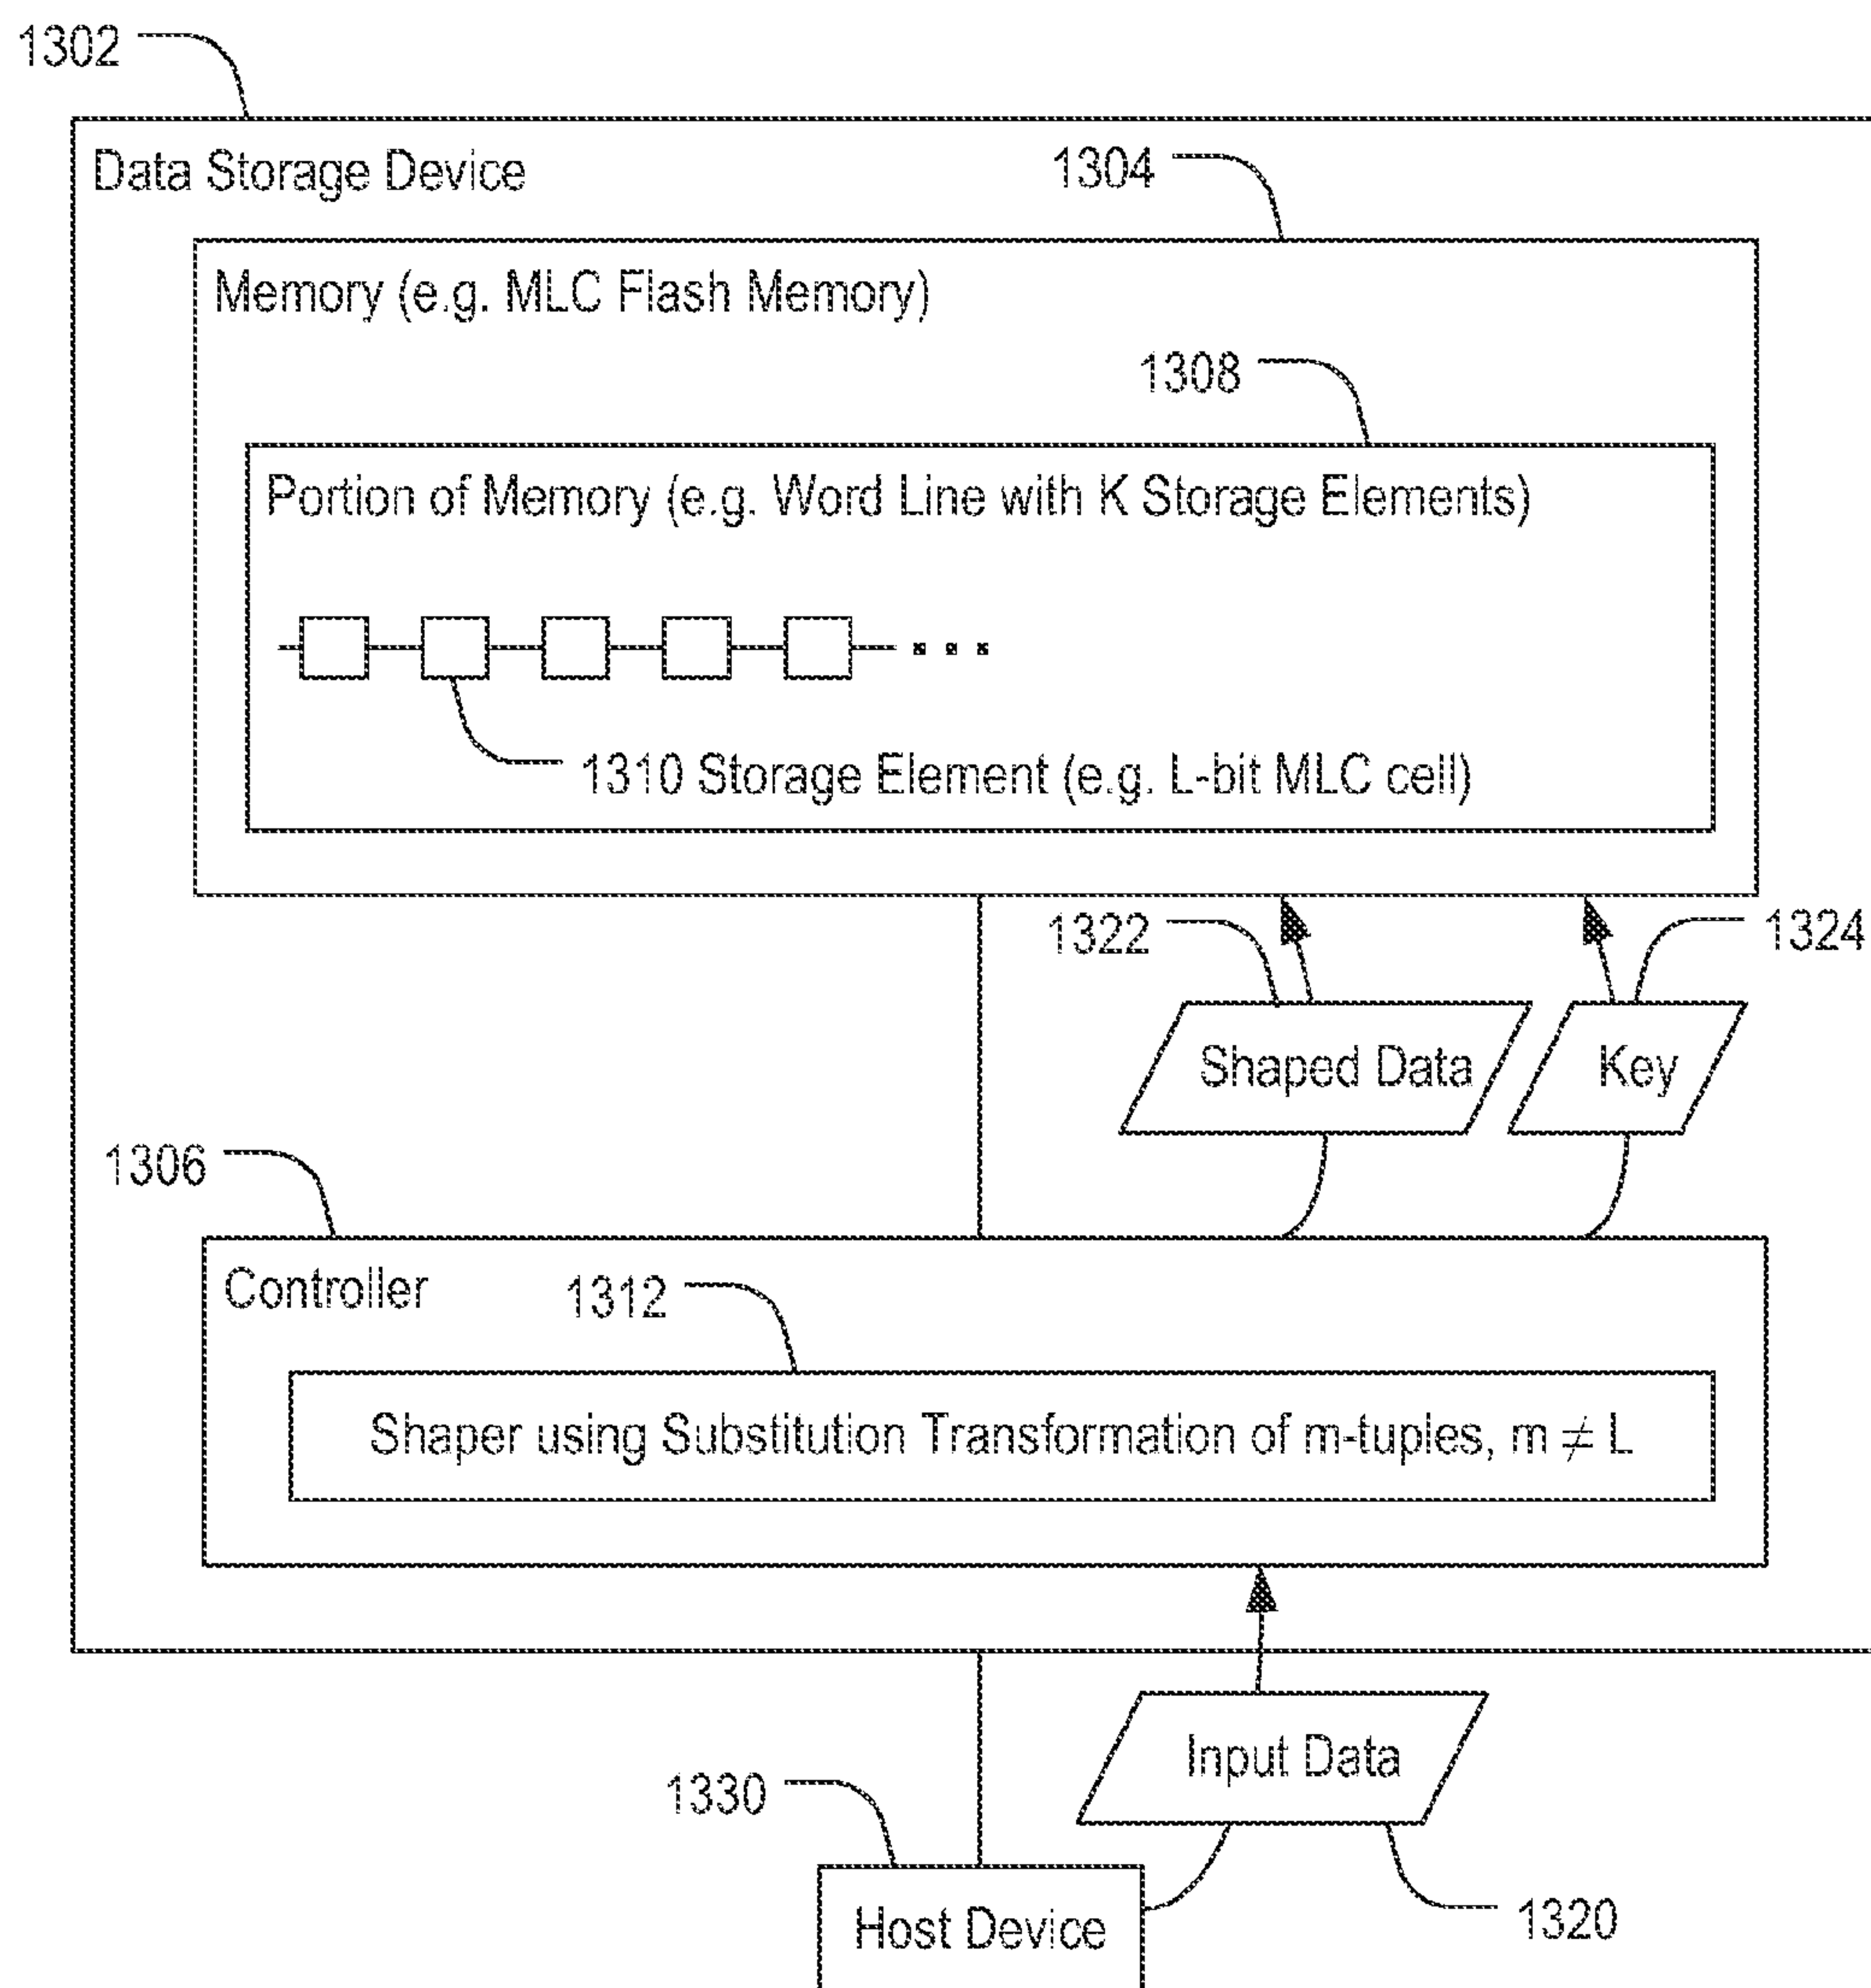 1302
Data Storage Device
1304
Memory (e.g. MLC Flash Memory)
1308
Portion of Memory (e.g. Word Line with K Storage Elements)
1310 Storage Element (e.g. L-bit MLC cell)
1322
1324
Shaped Data
Key
1306
Controller
1312
Shaper using Substitution Transformation of m-tuples, m ≠ L
Input Data
1330
1320
Host Device